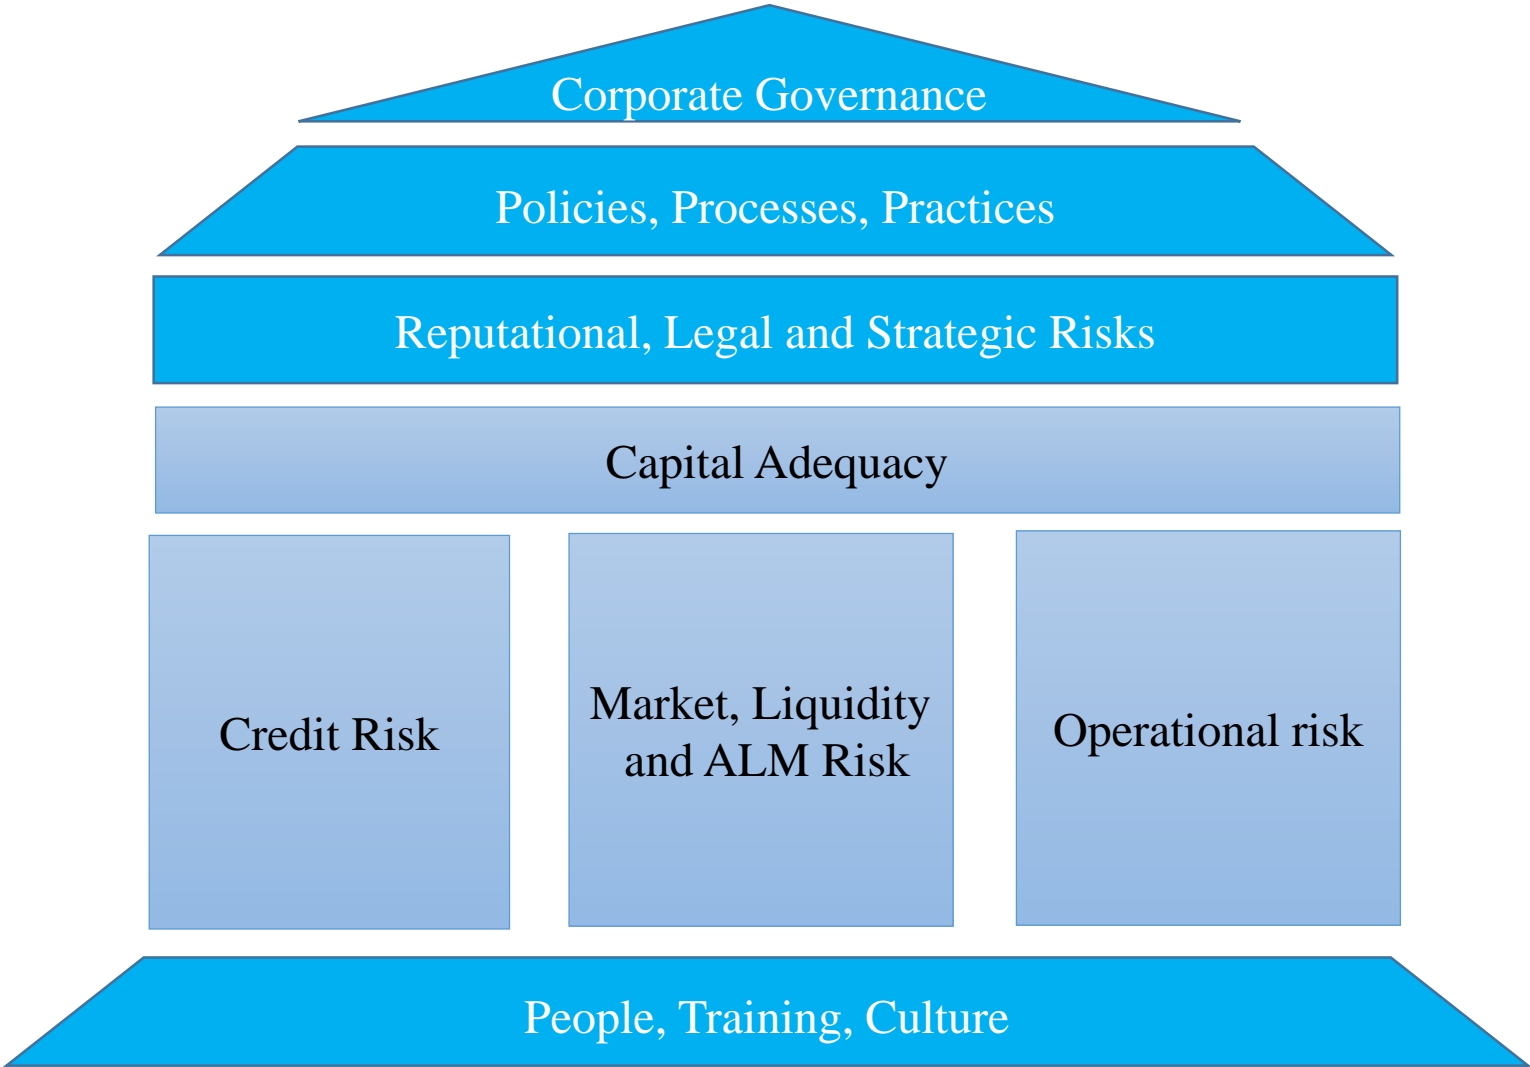 Corporate Governance
Policies, Processes, Practices
Reputational, Legal and Strategic Risks
Capital Adequacy
Credit Risk
Market, Liquidity
and ALM Risk
Operational risk
People, Training, Culture